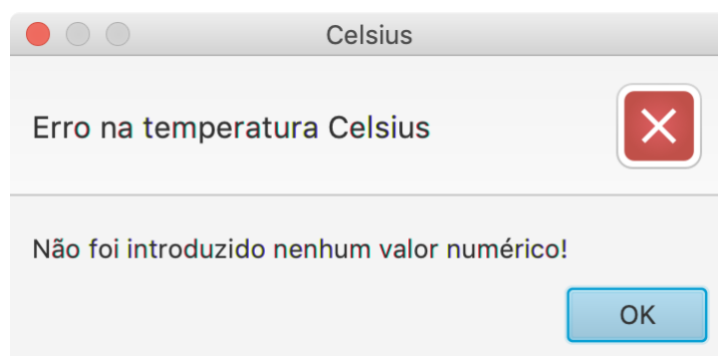 Celsius
Erro na temperatura Celsius
Não foi introduzido nenhum valor numérico!
OK